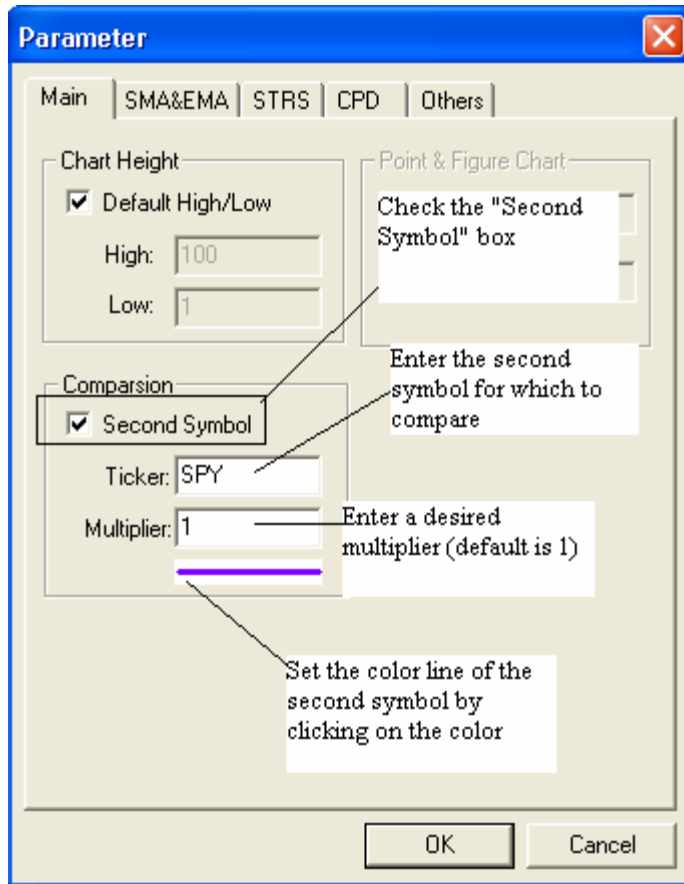 Parameter
Main
SMA&EMA
STRS
CPD
Others
Chart Height
Default High/Low
High: 100
Low: 1
Point & Figure Chart
Check the "Second
Symbol" box
Enter the second
symbol for which to
compare
Comparsion
Second Symbol
Ticker: SPY
Multiplier: 1
Enter a desired
multiplier (default is 1)
Set the color line of the
second symbol by
clicking on the color
OK
Cancel